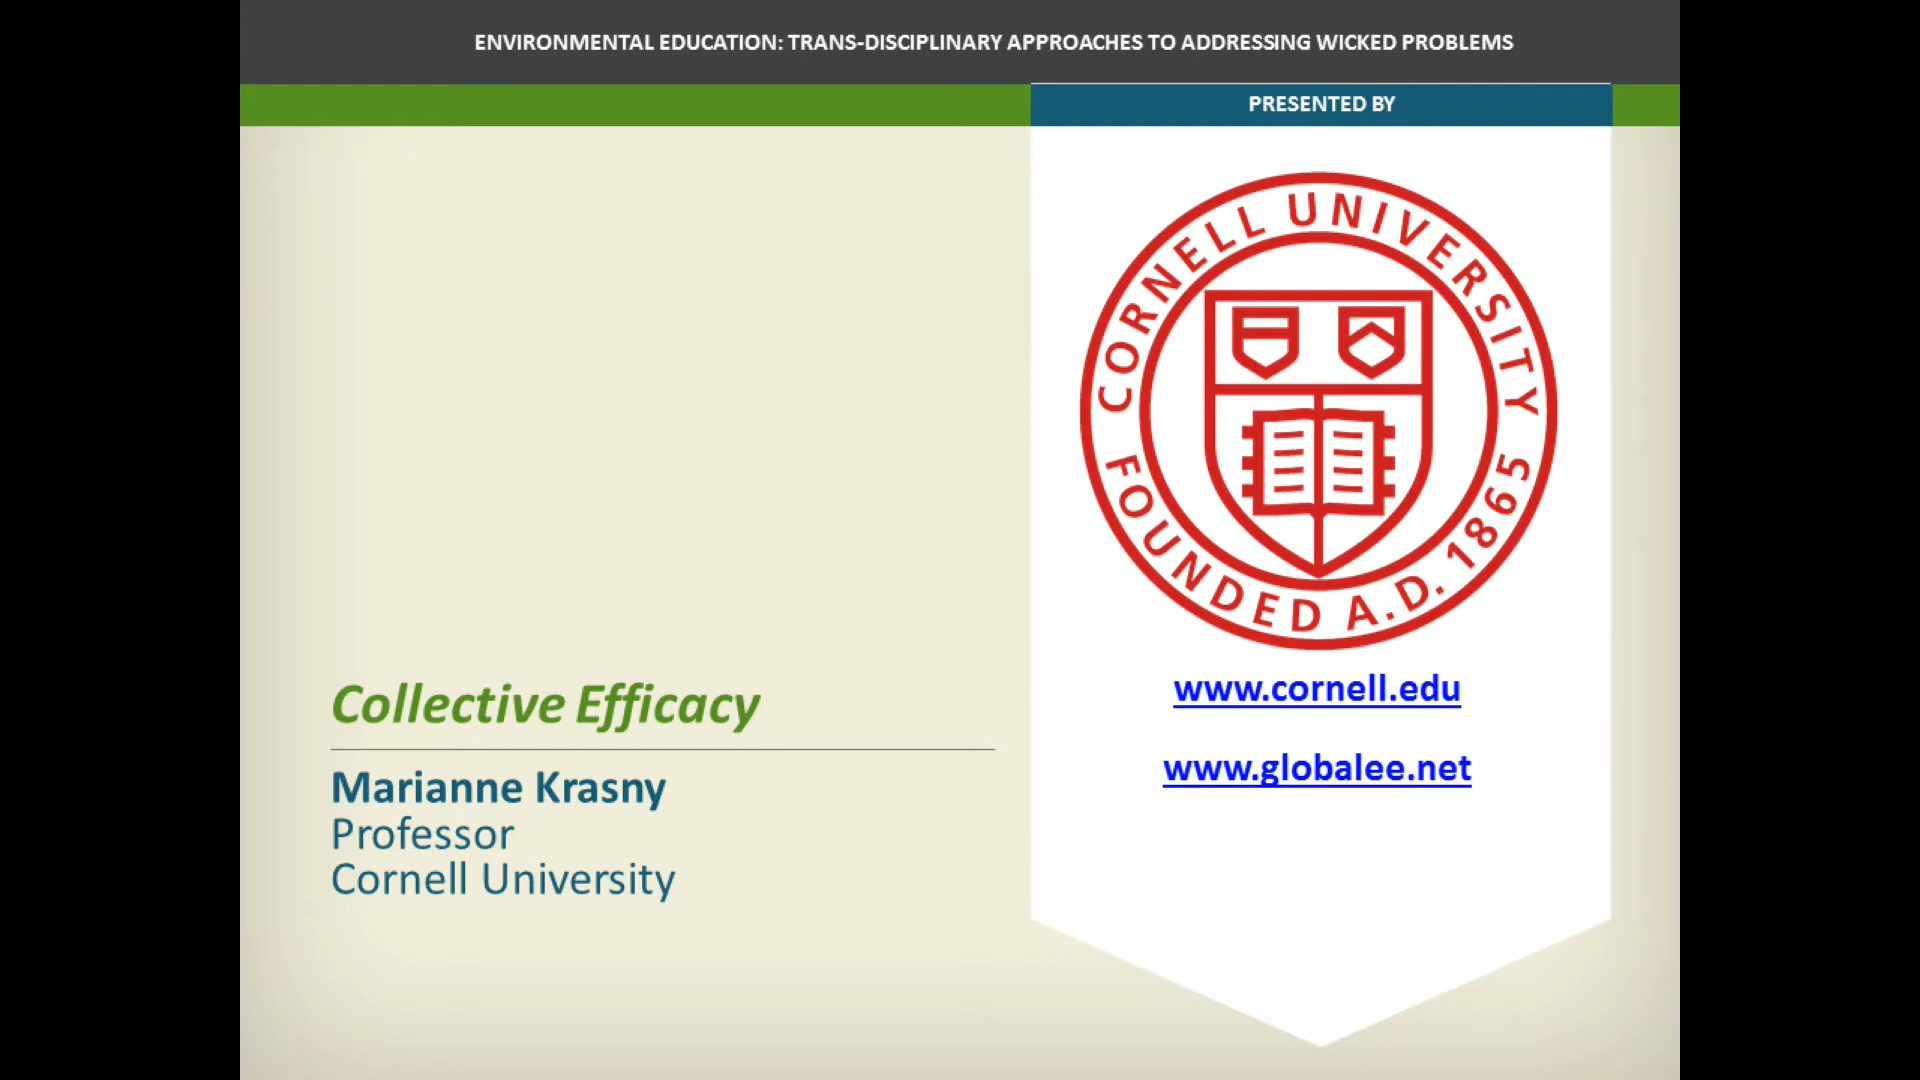 ENVIRONMENTAL EDUCATION: TRANS-DISCIPLINARY APPROACHES TO ADDRESSING WICKED PROBLEMS
PRESENTED BY
CORNELL UNIVERSITY
FOUNDED A.D. 1865
www.cornell.edu
www.globalee.net
Collective Efficacy
Marianne Krasny
Professor
Cornell University